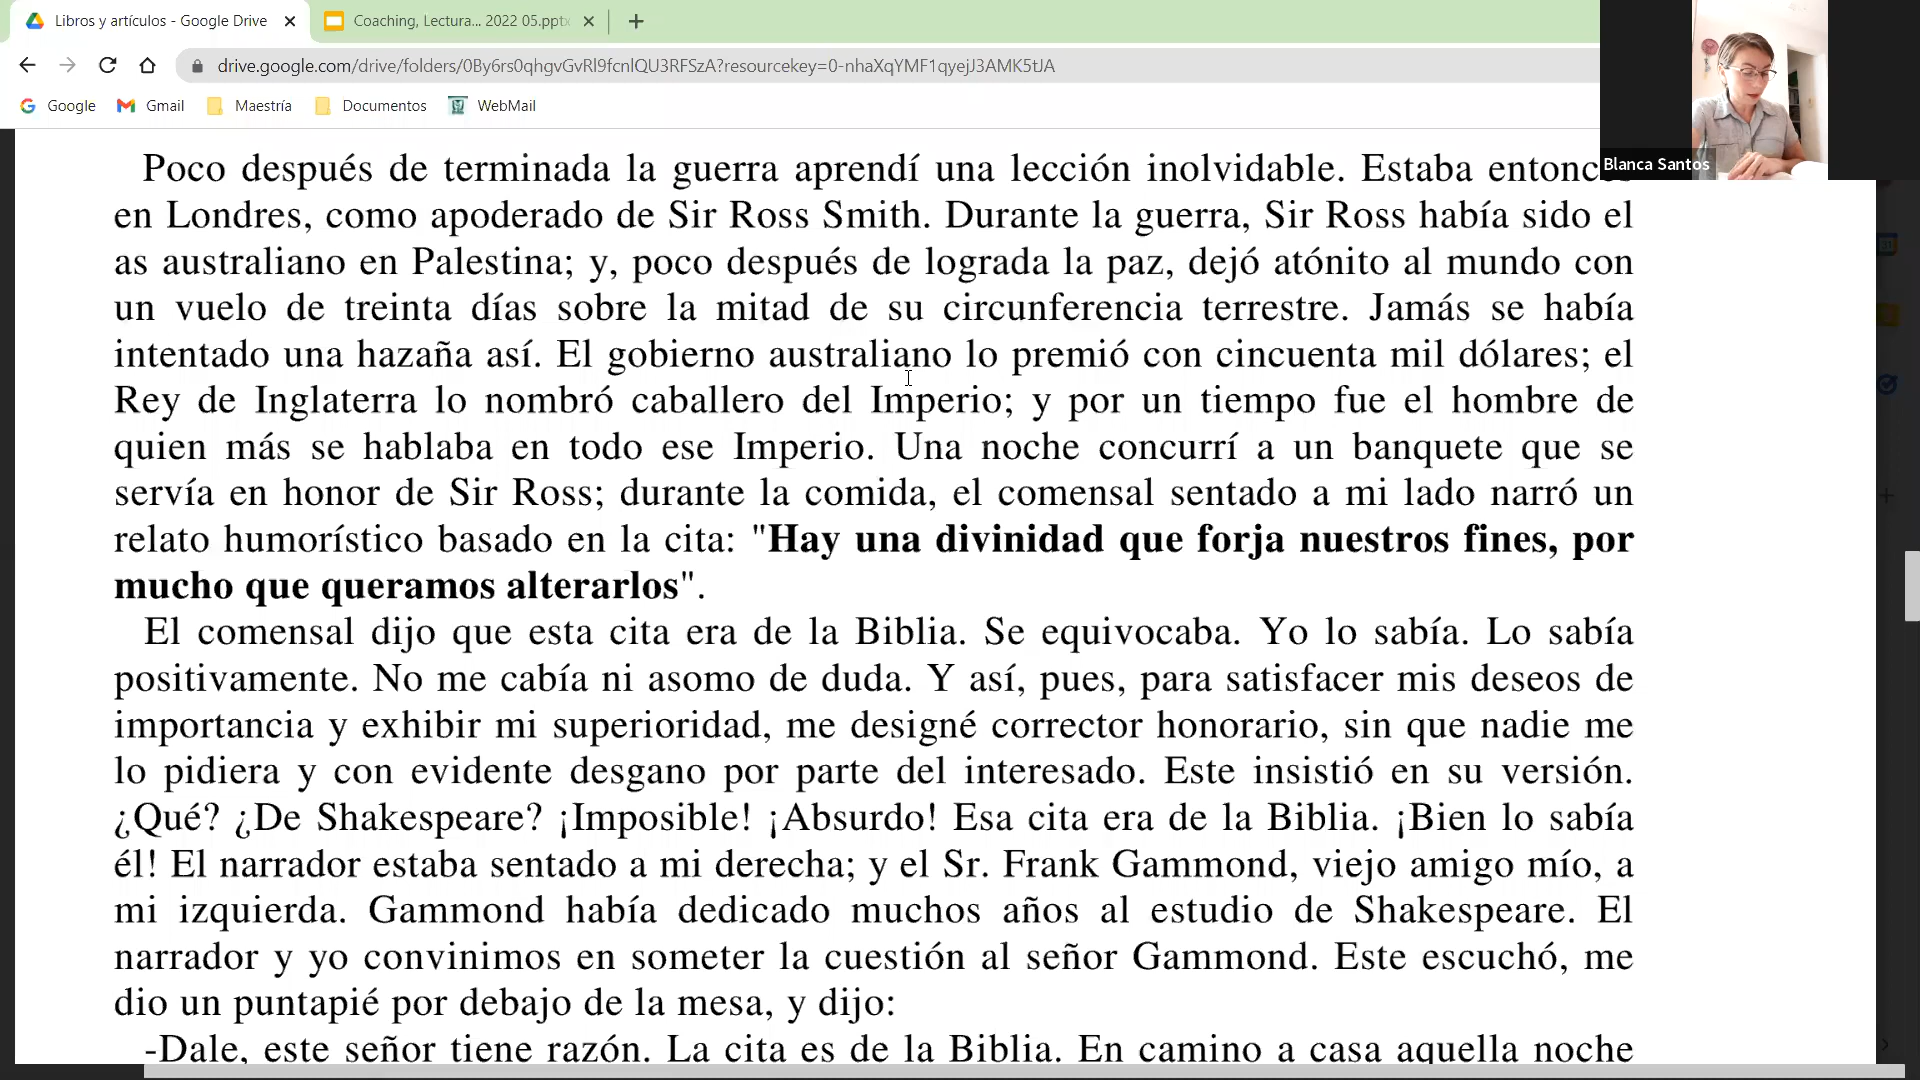 Libros y artículos - Google Drive
Coaching, Lectura... 2022 05.pptx
drive.google.com/drive/folders/0By6rs0qhgvGvRl9fcnlQU3RFSzA?resourcekey=0-nhaXqYMF1qyejJ3AMK5tJA
Google Gmail Maestría Documentos WebMail
Blanca Santos
Poco después de terminada la guerra aprendí una lección inolvidable. Estaba entonces
en Londres, como apoderado de Sir Ross Smith. Durante la guerra, Sir Ross había sido el
as australiano en Palestina; y, poco después de lograda la paz, dejó atónito al mundo con
un vuelo de treinta días sobre la mitad de su circunferencia terrestre. Jamás se había
intentado una hazaña así. El gobierno australiano lo premió con cincuenta mil dólares; el
Rey de Inglaterra lo nombró caballero del Imperio; y por un tiempo fue el hombre de
quien más se hablaba en todo ese Imperio. Una noche concurrí a un banquete que se
servía en honor de Sir Ross; durante la comida, el comensal sentado a mi lado narró un
relato humorístico basado en la cita: "Hay una divinidad que forja nuestros fines, por
mucho que queramos alterarlos".
El comensal dijo que esta cita era de la Biblia. Se equivocaba. Yo lo sabía. Lo sabía
positivamente. No me cabía ni asomo de duda. Y así, pues, para satisfacer mis deseos de
importancia y exhibir mi superioridad, me designé corrector honorario, sin que nadie me
lo pidiera y con evidente desgano por parte del interesado. Este insistió en su versión.
¿Qué? ¿De Shakespeare? ¡Imposible! ¡Absurdo! Esa cita era de la Biblia. ¡Bien lo sabía
él! El narrador estaba sentado a mi derecha; y el Sr. Frank Gammond, viejo amigo mío, a
mi izquierda. Gammond había dedicado muchos años al estudio de Shakespeare. El
narrador y yo convinimos en someter la cuestión al señor Gammond. Este escuchó, me
dio un puntapié por debajo de la mesa, y dijo:
-Dale, este señor tiene razón. La cita es de la Biblia. En camino a casa aquella noche